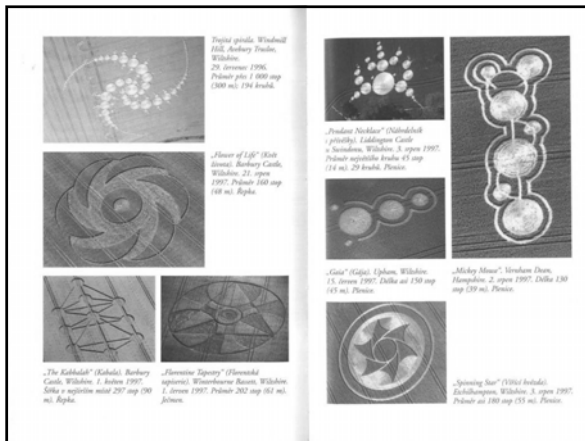 Trojitá spirála. Windmill
Hill, Avebury Trusloe,
Wiltshire.
29. červenec 1996.
Průměr přes 1 000 stop
(300 m); 194 kruhů.
„Flower of Life" (Květ
života). Barbury Castle,
Wiltshire. 21. srpen
1997. Průměr 160 stop
(48 m). Řepka.
„The Kabbalah" (Kabala). Barbury
Castle, Wiltshire. 1. květen 1997.
Šířka v nejširším místě 297 stop (90
m). Řepka.
„Florentine Tapestry" (Florentská
tapiserie). Winterbourne Bassett, Wiltshire.
1. červen 1997. Průměr 202 stop (61 m).
Ječmen.
„Pendant Necklace" (Náhrdelník
s přívěšky). Liddington Castle
u Swindonu, Wiltshire. 3. srpen 1997.
Průměr největšího kruhu 45 stop
(14 m). 29 kruhů. Pšenice.
„Gaia" (Gája). Upham, Wiltshire.
15. červen 1997. Délka asi 150 stop
(45 m). Pšenice.
„Mickey Mouse". Vernham Dean,
Hampshire. 2. srpen 1997. Délka 130
stop (39 m). Pšenice.
„Spinning Star" (Vířící hvězda).
Etchilhampton, Wiltshire. 3. srpen 1997.
Průměr asi 180 stop (55 m). Pšenice.